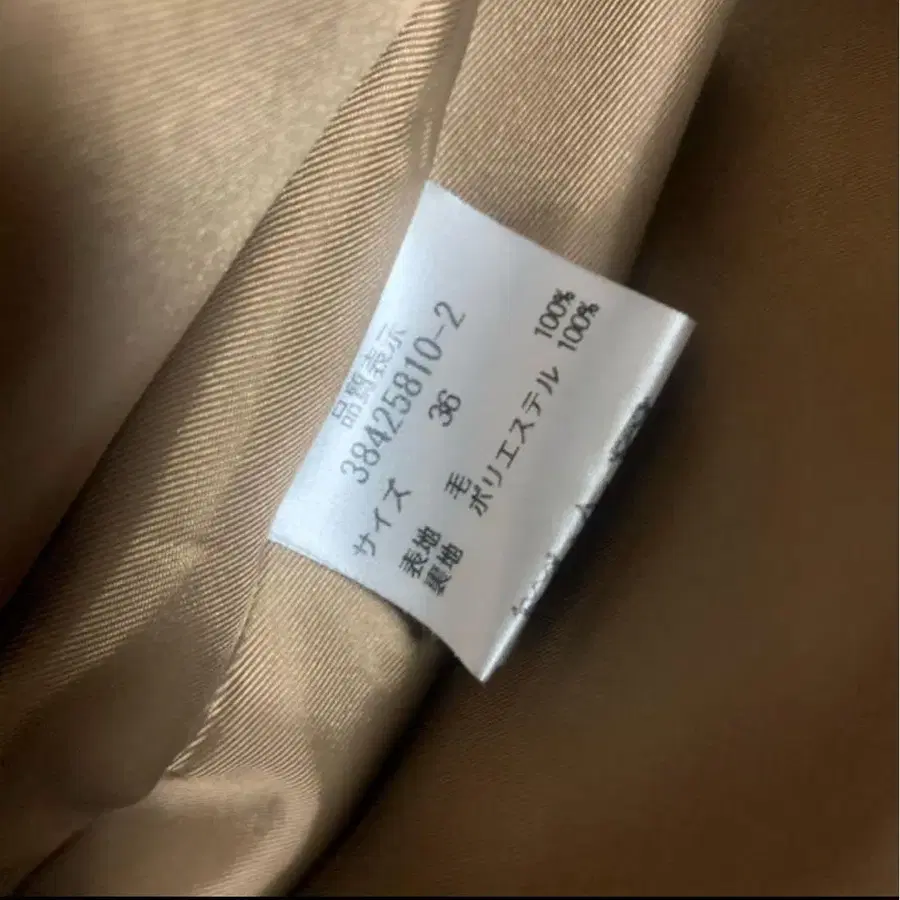 品質表示
38425810-2
サイズ 36
表地 毛 100%
裏地 ポリエステル 100%